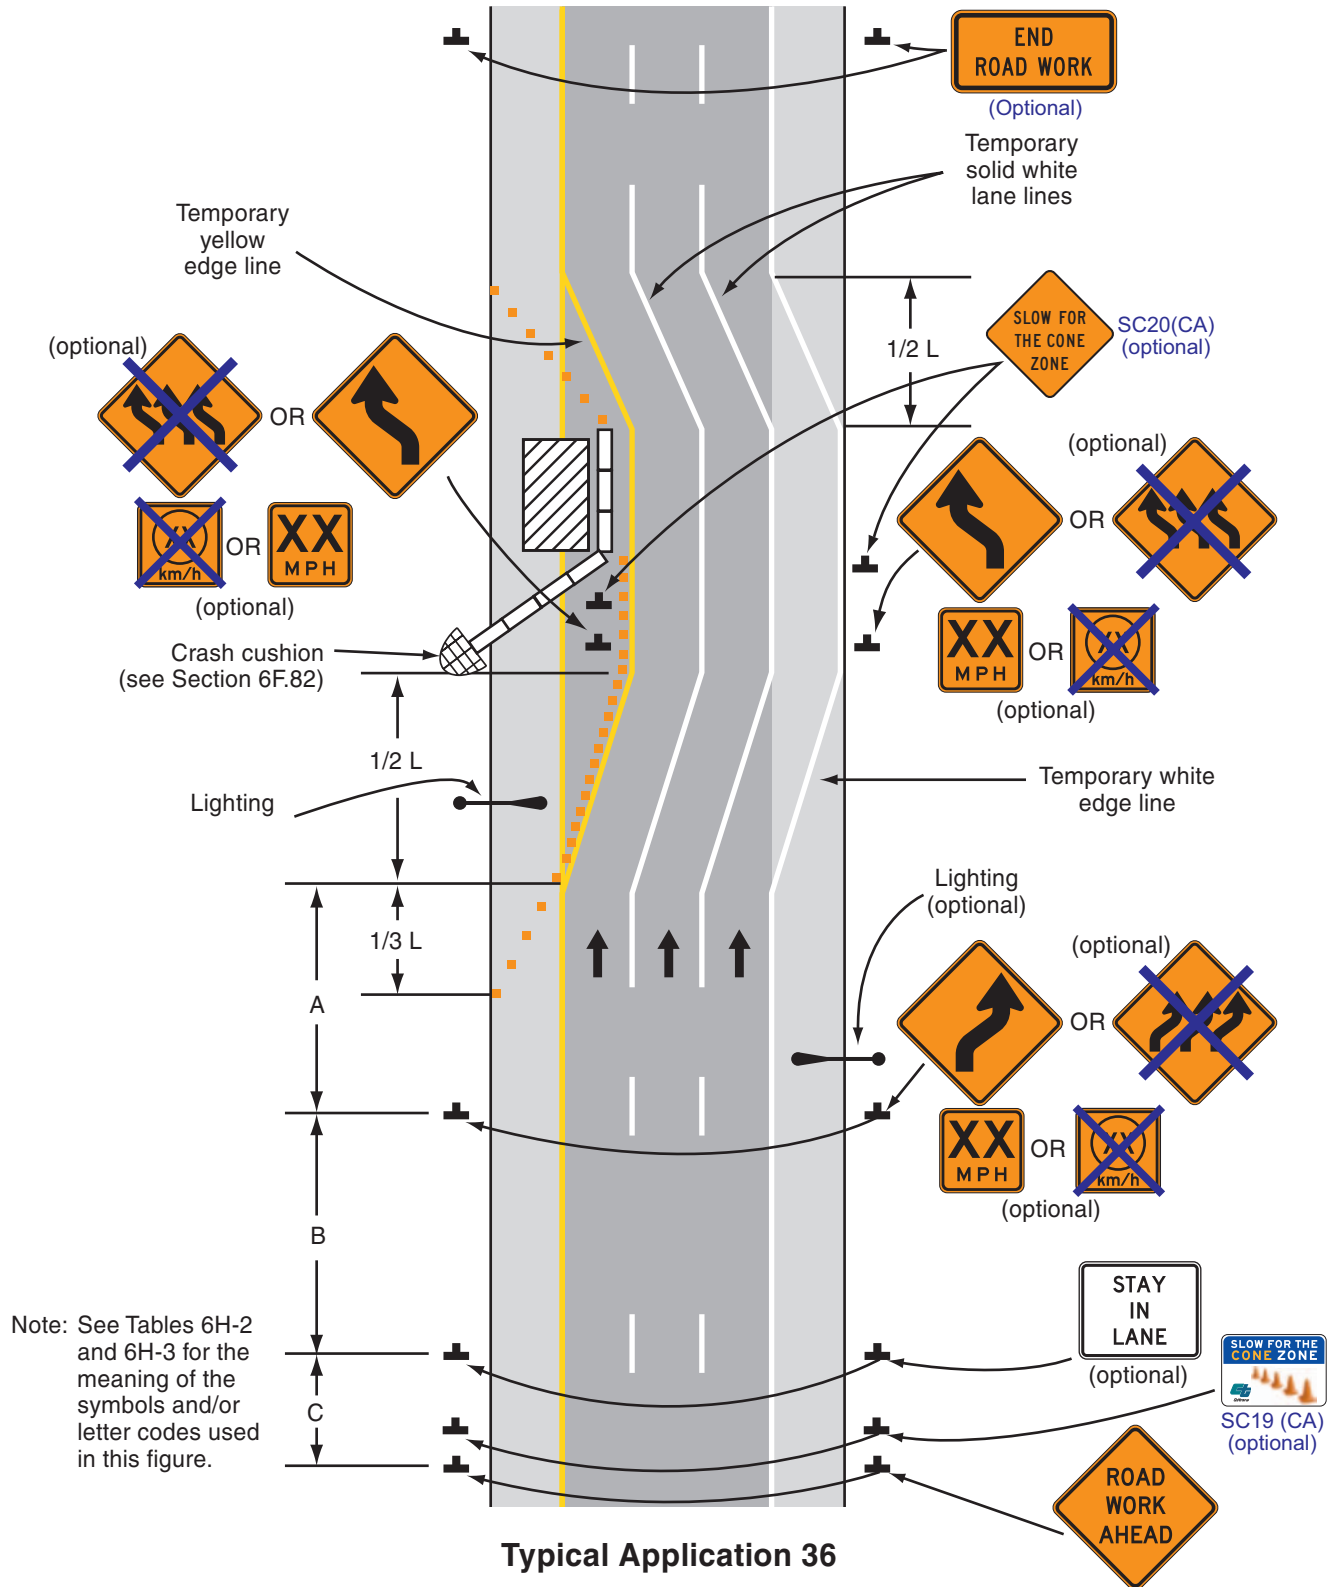 END
ROAD WORK
(Optional)
Temporary
solid white
lane lines
Temporary
yellow
edge line
SLOW FOR
THE CONE
ZONE
SC20(CA)
(optional)
1/2 L
(optional)
OR
(optional)
OR
XX
km/h
OR
XX
MPH
(optional)
XX
MPH
OR
XX
km/h
(optional)
Crash cushion
(see Section 6F.82)
1/2 L
Lighting
Temporary white
edge line
Lighting
(optional)
1/3 L
A
(optional)
OR
XX
MPH
OR
XX
km/h
(optional)
B
STAY
IN
LANE
(optional)
SLOW FOR THE
CONE ZONE
Caltrans
SC19 (CA)
(optional)
Note: See Tables 6H-2
and 6H-3 for the
meaning of the
symbols and/or
letter codes used
in this figure.
C
ROAD
WORK
AHEAD
Typical Application 36